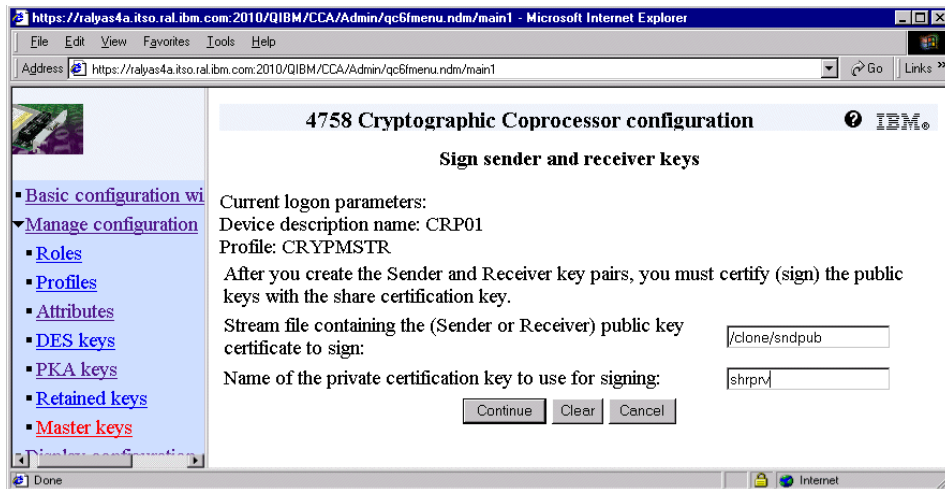 https://ralyas4a.itso.ral.ibm.com:2010/QIBM/CCA/Admin/qc6fmenu.ndm/main1 - Microsoft Internet Explorer
File Edit View Favorites Tools Help
Address https://ralyas4a.itso.ral.ibm.com:2010/QIBM/CCA/Admin/qc6fmenu.ndm/main1 Go Links »
4758 Cryptographic Coprocessor configuration ? IBM®
Sign sender and receiver keys
Basic configuration wi
Manage configuration
Roles
Profiles
Attributes
DES keys
PKA keys
Retained keys
Master keys
Display configuration
Current logon parameters:
Device description name: CRP01
Profile: CRYPMSTR
After you create the Sender and Receiver key pairs, you must certify (sign) the public
keys with the share certification key.
Stream file containing the (Sender or Receiver) public key
certificate to sign:
/clone/sndpub
Name of the private certification key to use for signing:
shrprv
Continue Clear Cancel
Done Internet